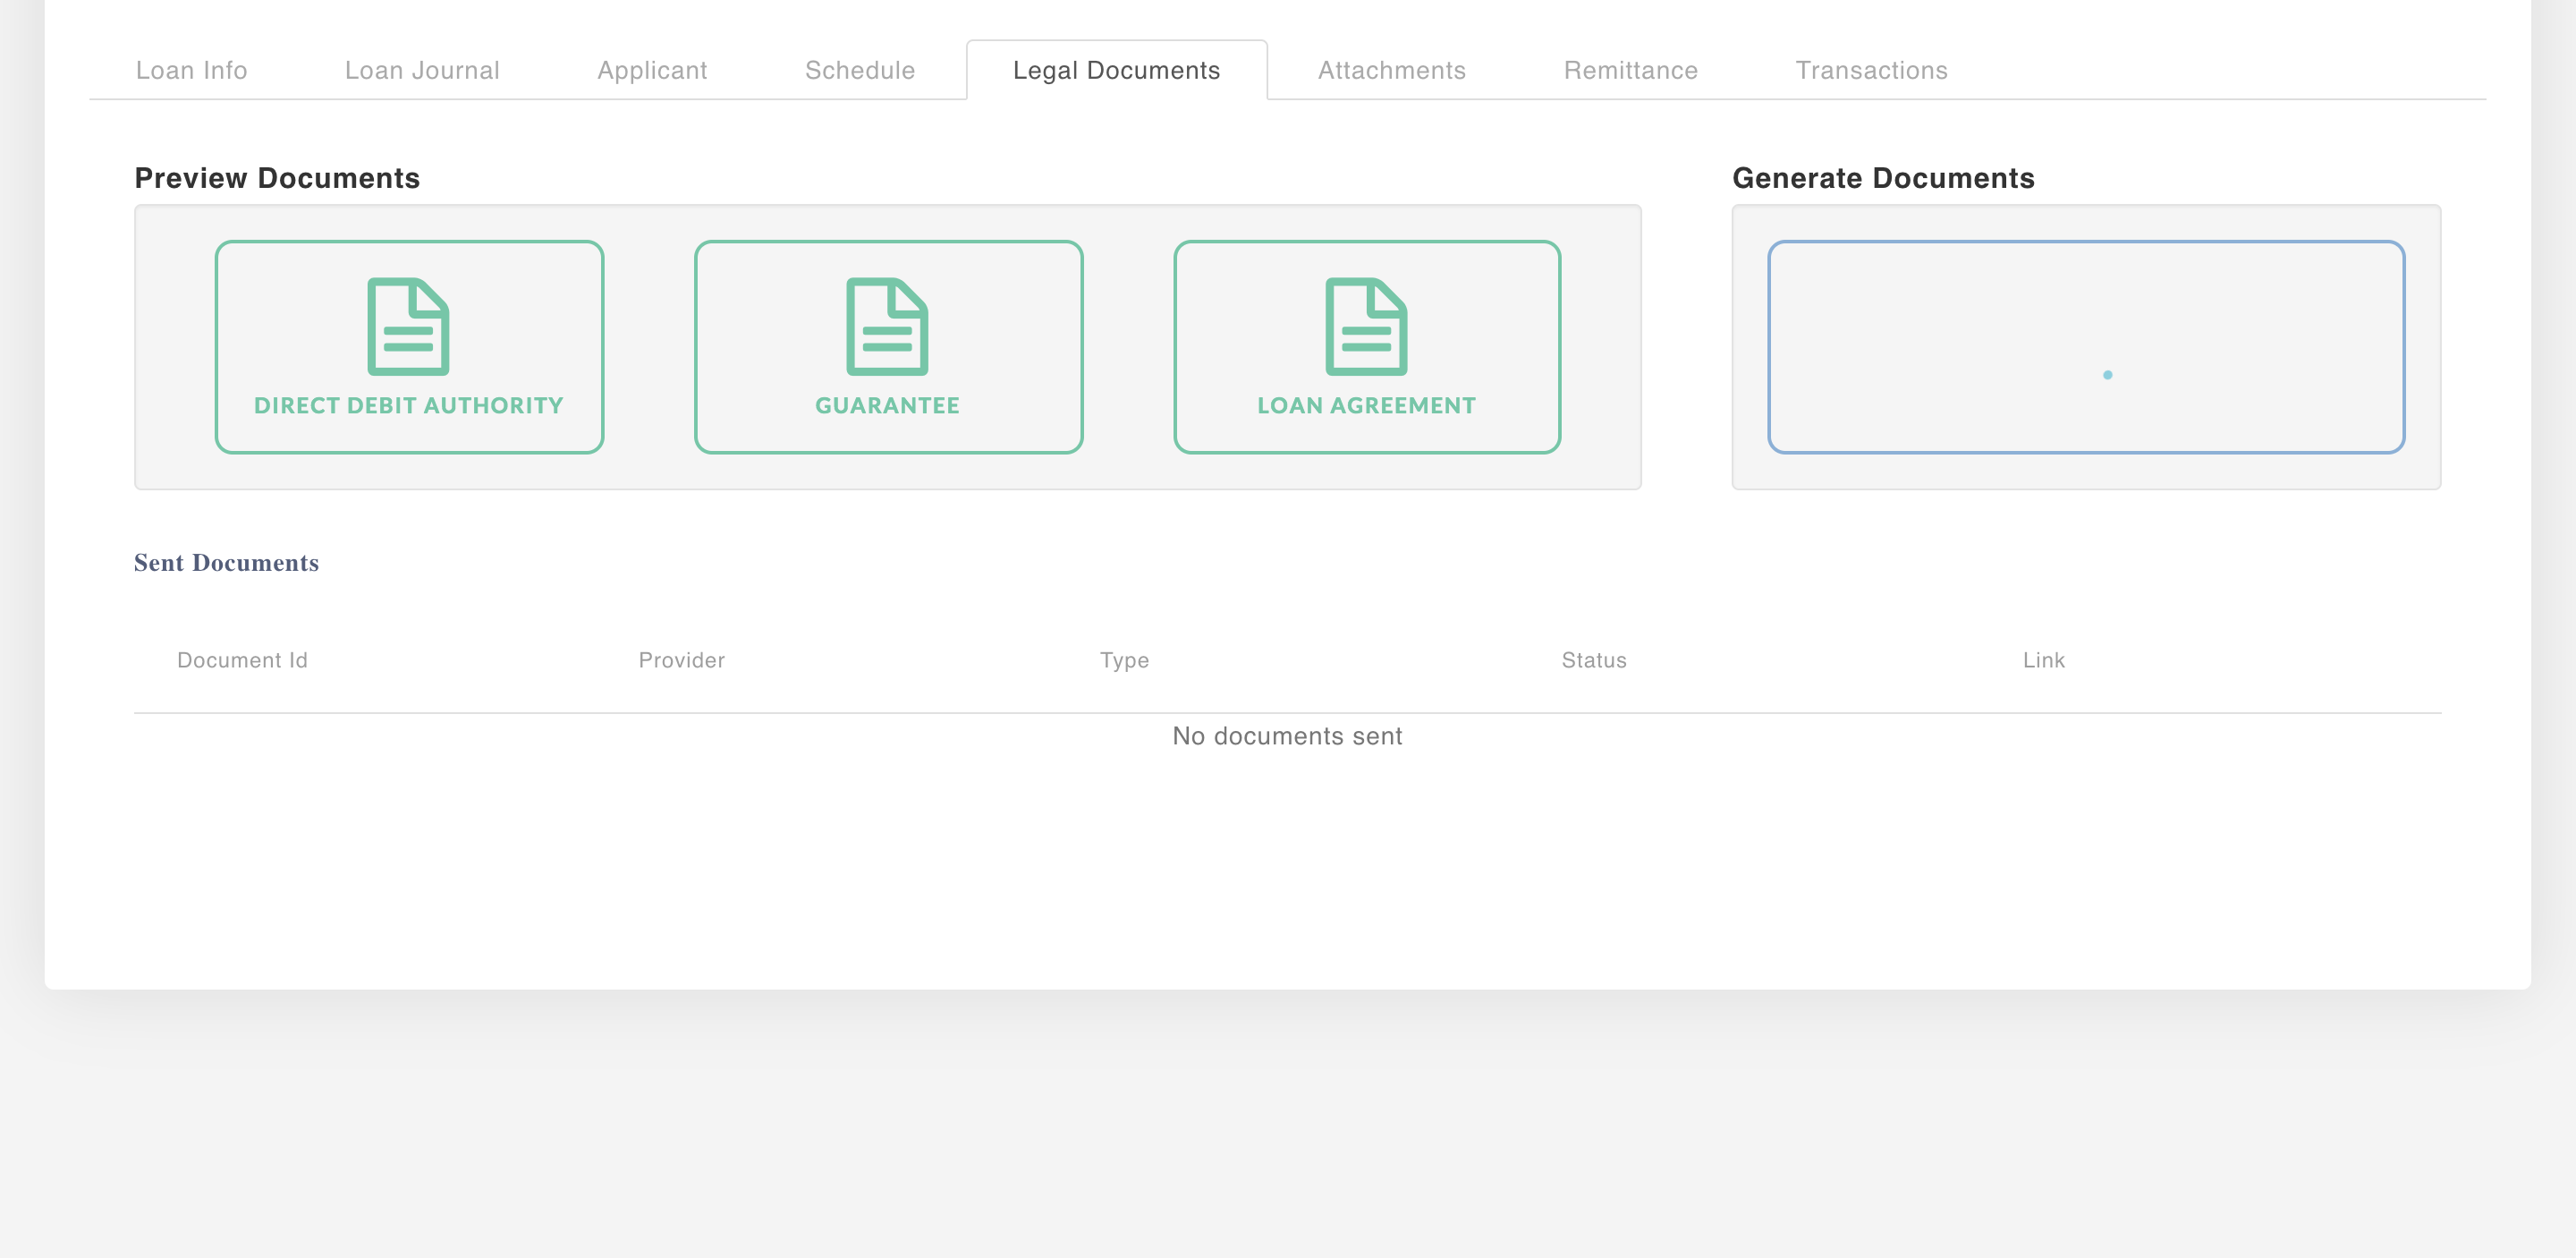 Loan Info Loan Journal Applicant Schedule Legal Documents Attachments Remittance Transactions
Preview Documents
Generate Documents
DIRECT DEBIT AUTHORITY
GUARANTEE
LOAN AGREEMENT
Sent Documents
Document Id Provider Type Status Link
No documents sent